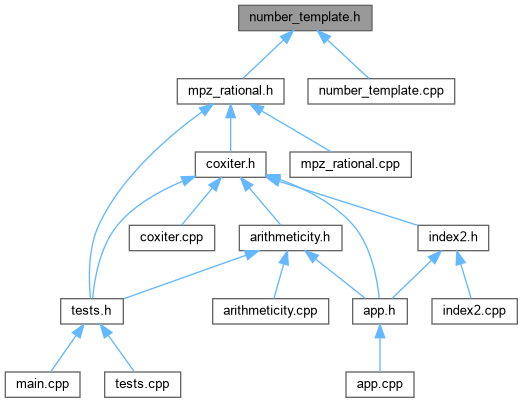 number_template.h
mpz_rational.h
number_template.cpp
coxiter.h
mpz_rational.cpp
coxiter.cpp
arithmeticity.h
index2.h
tests.h
arithmeticity.cpp
app.h
index2.cpp
main.cpp
tests.cpp
app.cpp